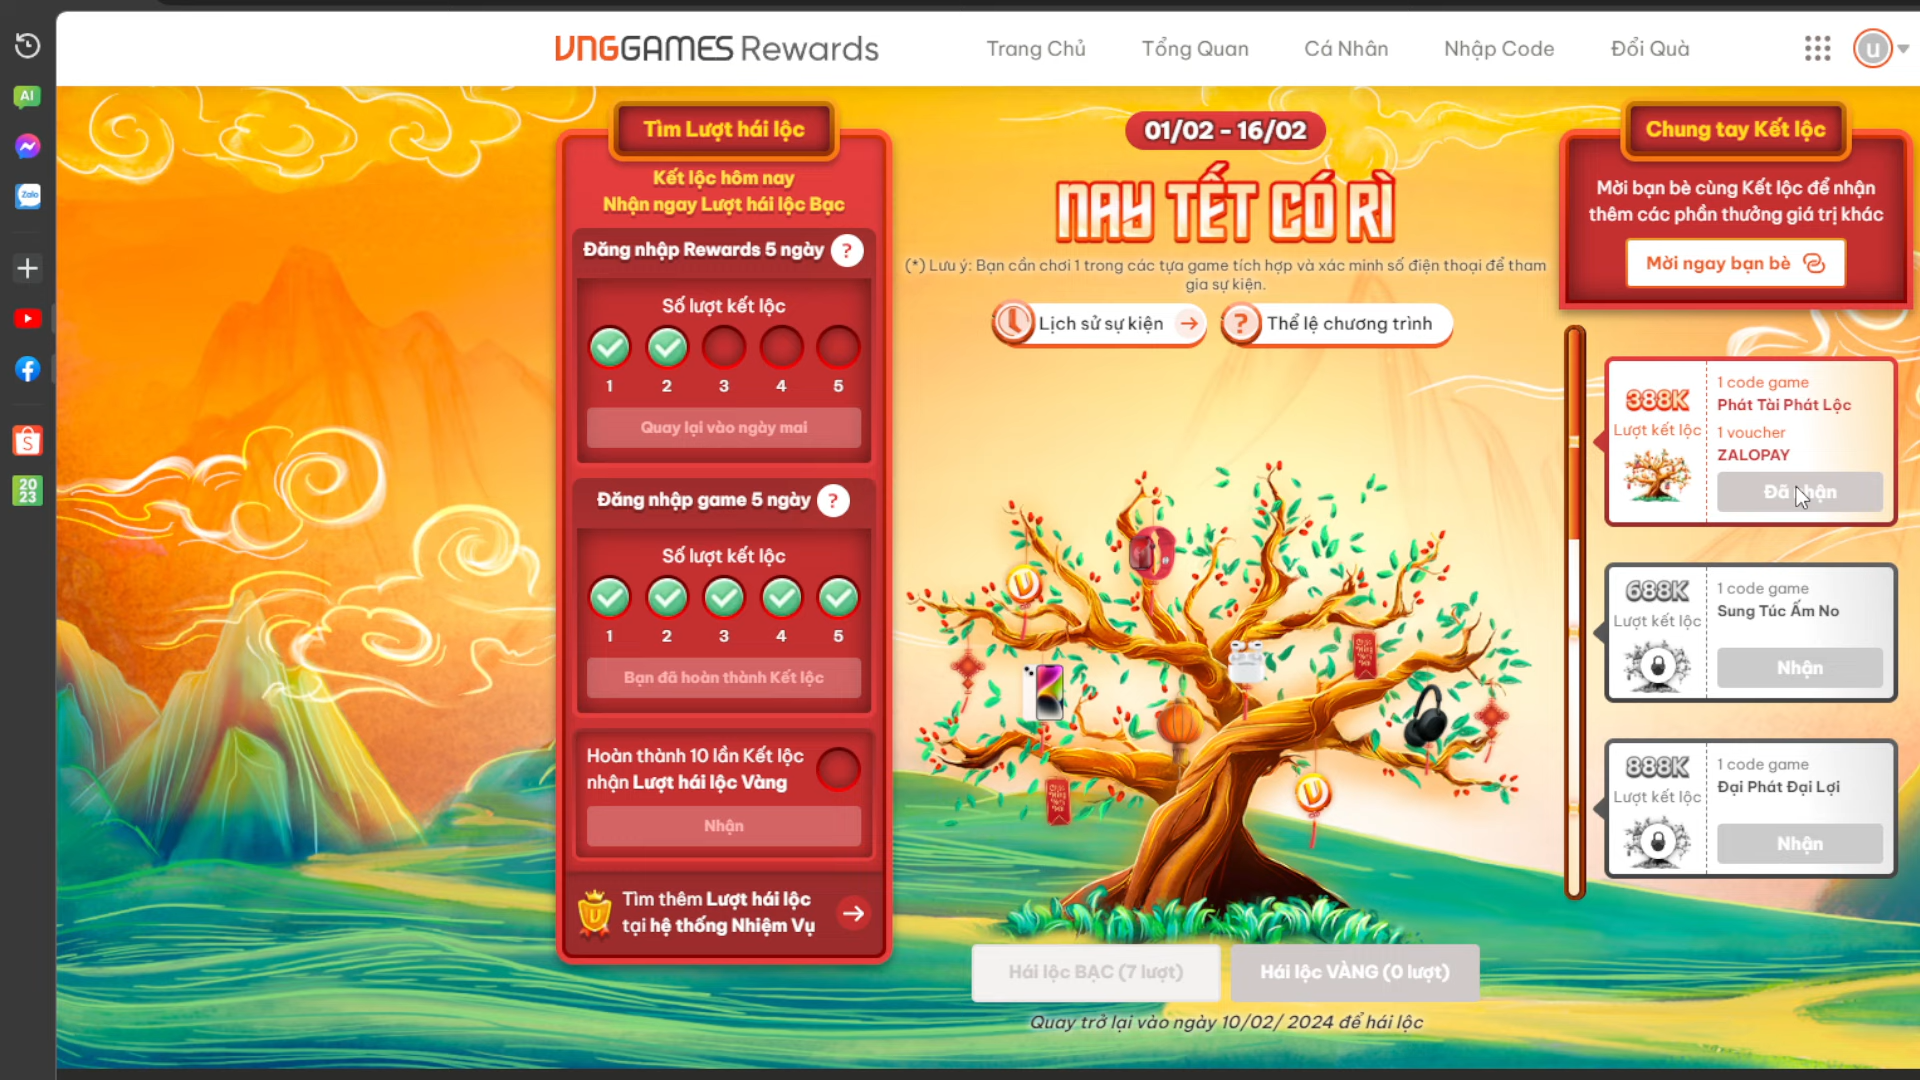 VNGGAMES Rewards
Trang Chủ
Tổng Quan
Cá Nhân
Nhập Code
Đổi Quà
u
AI
Zalo
20
23
Tìm Lượt hái lộc
Kết lộc hôm nay
Nhận ngay Lượt hái lộc Bạc
Đăng nhập Rewards 5 ngày ?
Số lượt kết lộc
1 2 3 4 5
Quay lại vào ngày mai
Đăng nhập game 5 ngày ?
Số lượt kết lộc
1 2 3 4 5
Bạn đã hoàn thành Kết lộc
Hoàn thành 10 lần Kết lộc
nhận Lượt hái lộc Vàng
Nhận
Tìm thêm Lượt hái lộc
tại hệ thống Nhiệm Vụ
01/02 - 16/02
NAY TẾT CÓ RÌ
(*) Lưu ý: Bạn cần chơi 1 trong các tựa game tích hợp và xác minh số điện thoại để tham
gia sự kiện.
Lịch sử sự kiện
? Thể lệ chương trình
Hái lộc BẠC (7 lượt)
Hái lộc VÀNG (0 lượt)
Quay trở lại vào ngày 10/02/ 2024 để hái lộc
Chung tay Kết lộc
Mời bạn bè cùng Kết lộc để nhận
thêm các phần thưởng giá trị khác
Mời ngay bạn bè
388K
Lượt kết lộc
1 code game
Phát Tài Phát Lộc
1 voucher
ZALOPAY
Đã nhận
688K
Lượt kết lộc
1 code game
Sung Túc Ấm No
Nhận
888K
Lượt kết lộc
1 code game
Đại Phát Đại Lợi
Nhận